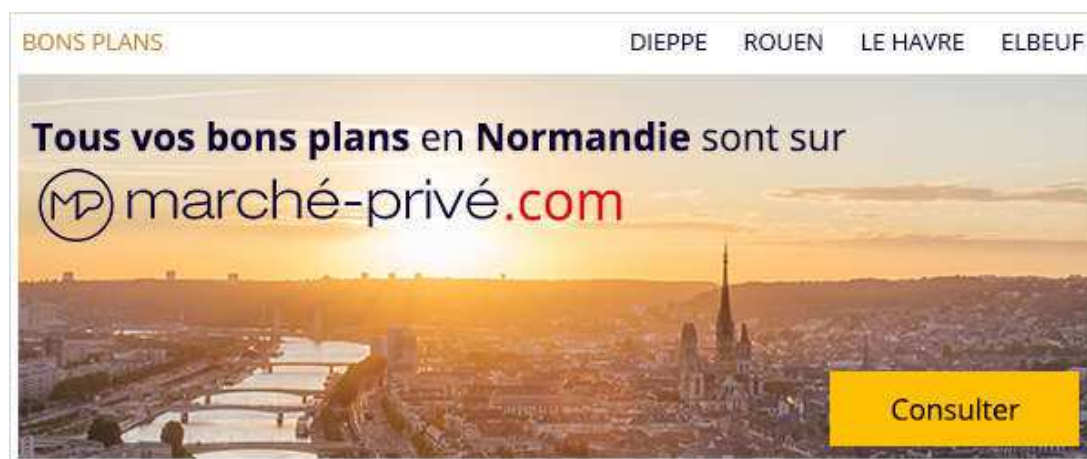 BONS PLANS DIEPPE ROUEN LE HAVRE ELBEUF
Tous vos bons plans en Normandie sont sur
MP marché-privé.com
Consulter